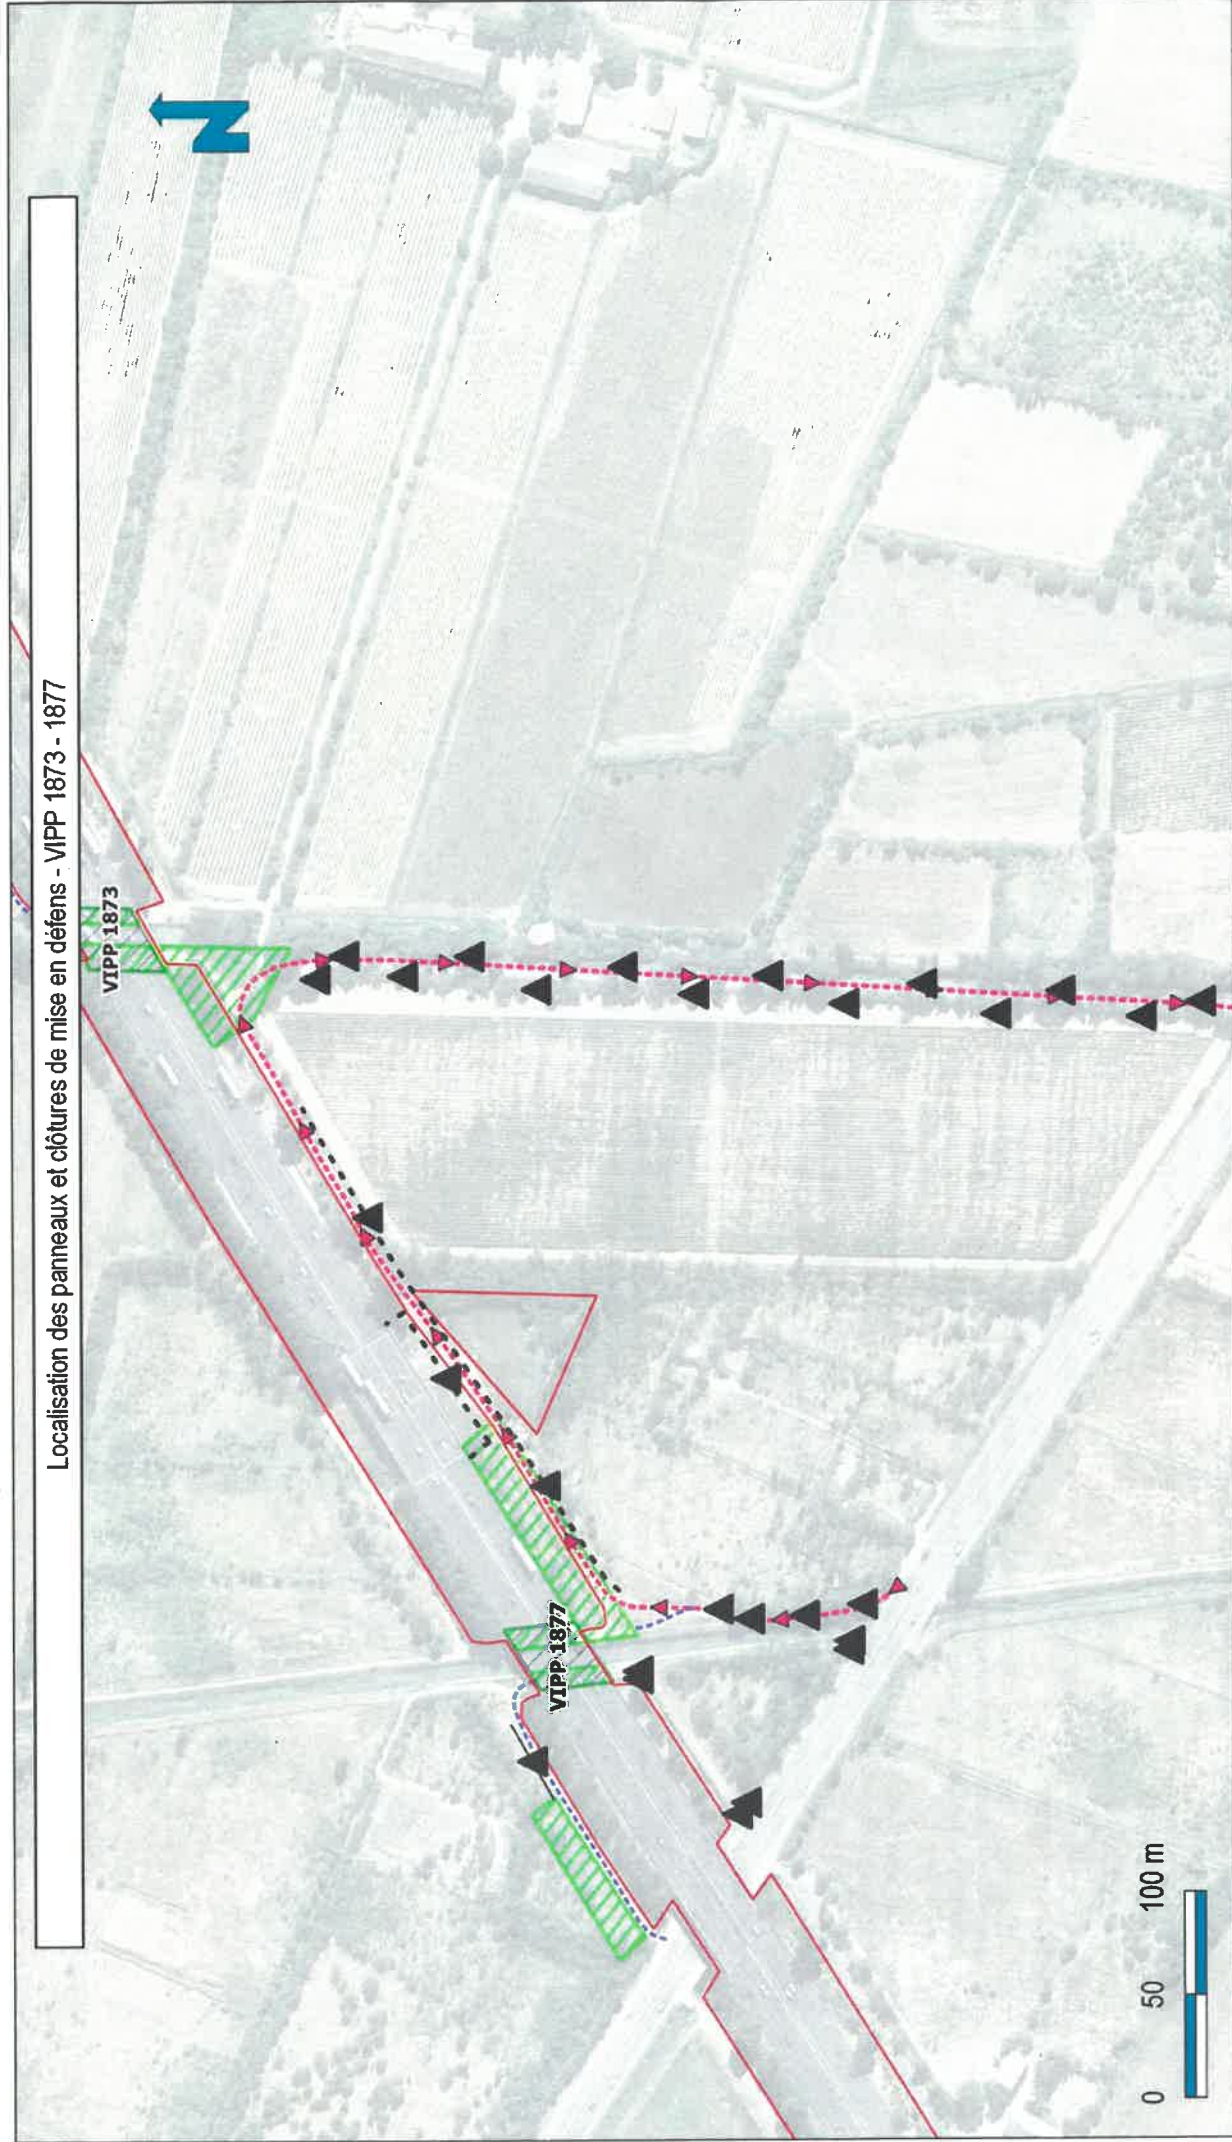 Localisation des panneaux et clôtures de mise en défens - VIPP 1873 - 1877
N
VIPP 1873
VIPP 1877
0 50 100 m